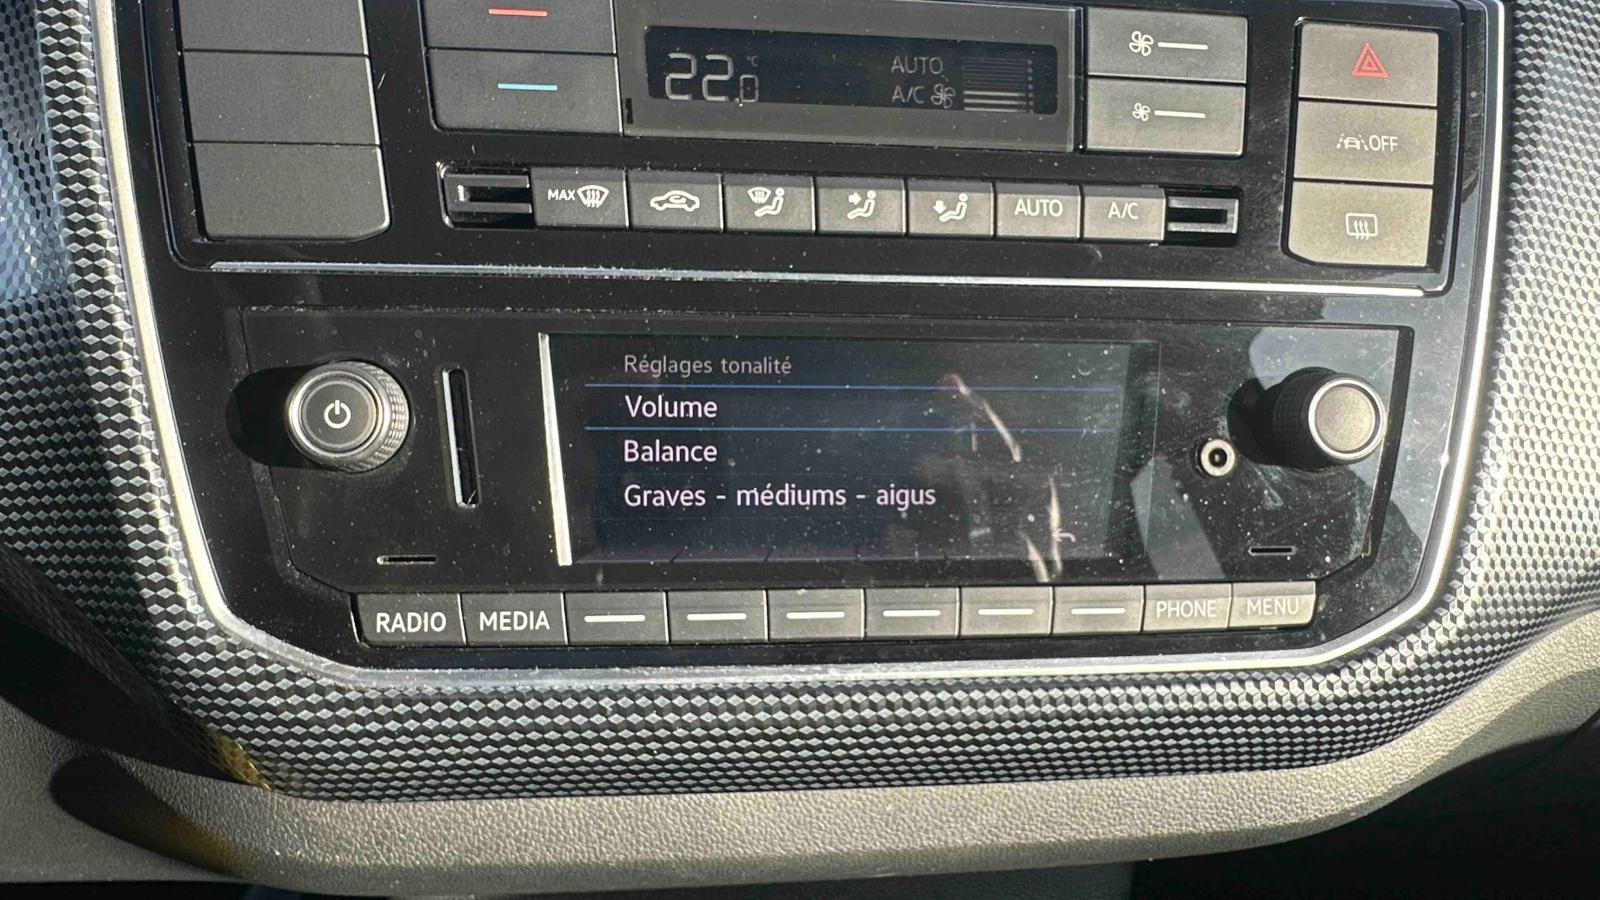 22.0 °C
AUTO
A/C
OFF
MAX
AUTO
A/C
Réglages tonalité
Volume
Balance
Graves - médiums - aigus
RADIO
MEDIA
PHONE
MENU